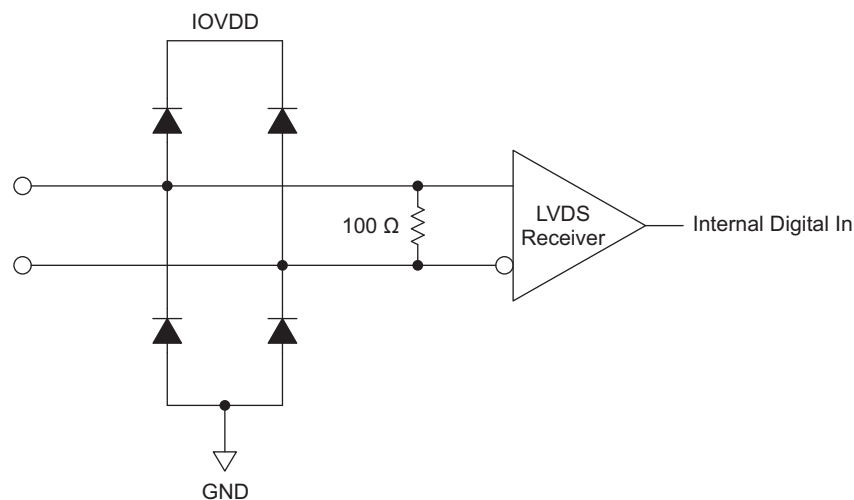 IOVDD
100 Ω
LVDS
Receiver
Internal Digital In
GND